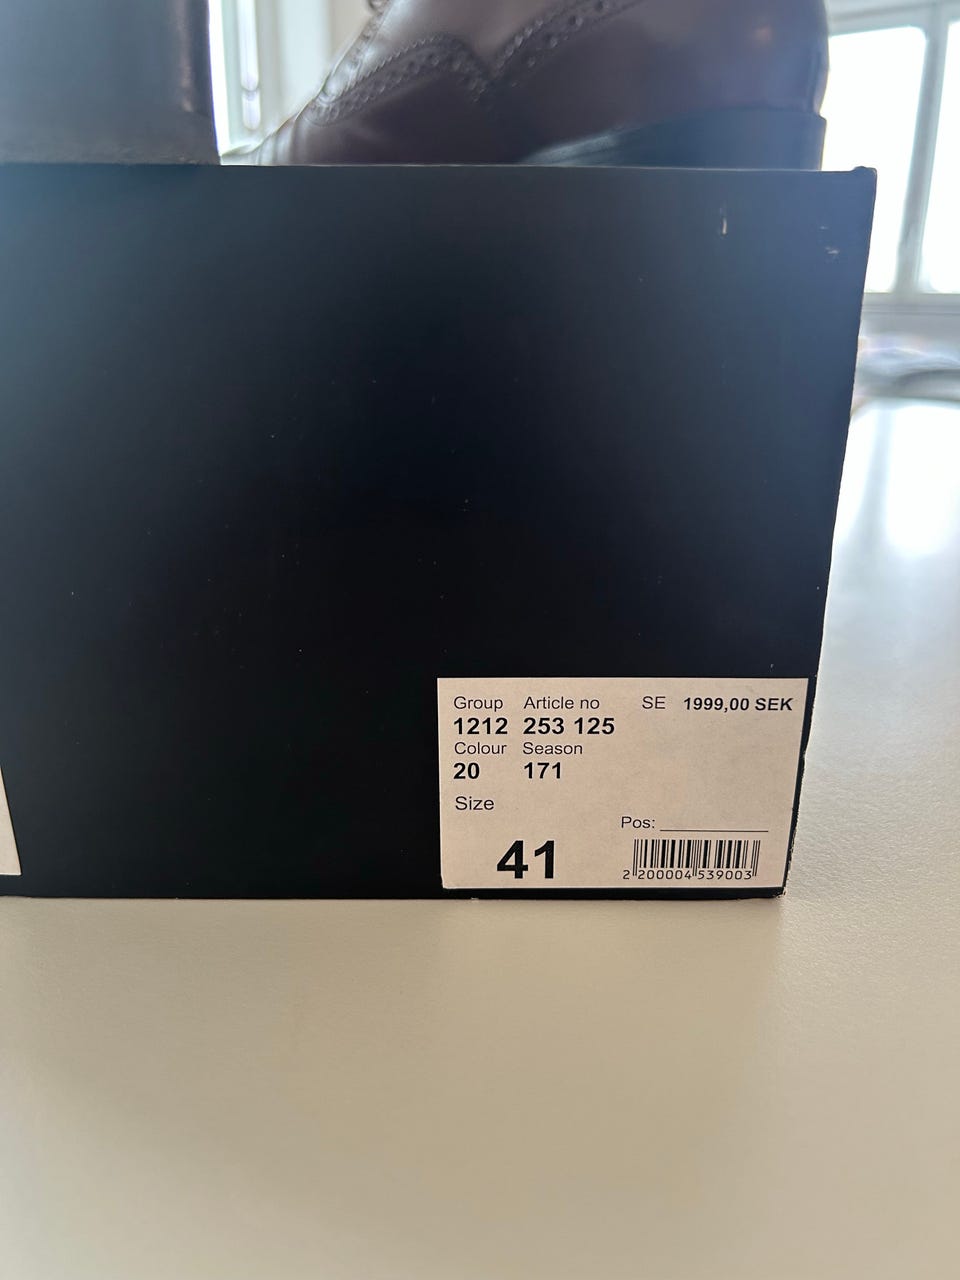 Group Article no SE 1999,00 SEK
1212 253 125
Colour Season
20 171
Size
Pos:
41
2 200004 539003